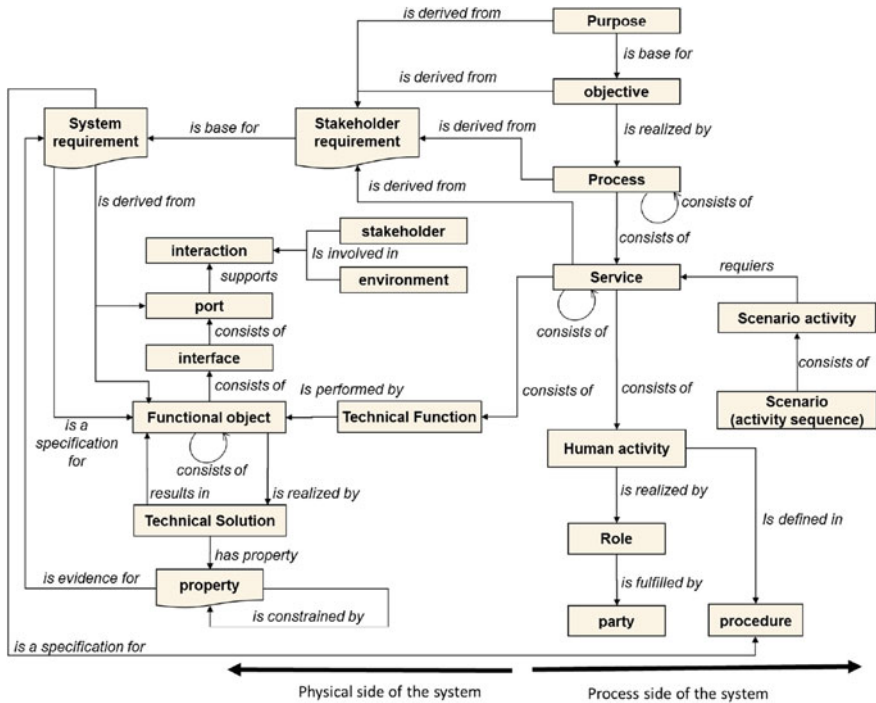 is derived from
Purpose
is base for
is derived from
objective
System
requirement
is base for
Stakeholder
requirement
is derived from
is realized by
Process
is derived from
consists of
is derived from
consists of
stakeholder
interaction
Is involved in
supports
environment
Service
requiers
port
consists of
Scenario activity
consists of
interface
consists of
consists of
Is performed by
consists of
consists of
Scenario
(activity sequence)
Functional object
Technical Function
is a
specification
for
consists of
Human activity
results in
is realized by
is realized by
Technical Solution
Is defined in
has property
Role
is evidence for
property
is fulfilled by
is constrained by
party
procedure
is a specification for
Physical side of the system
Process side of the system